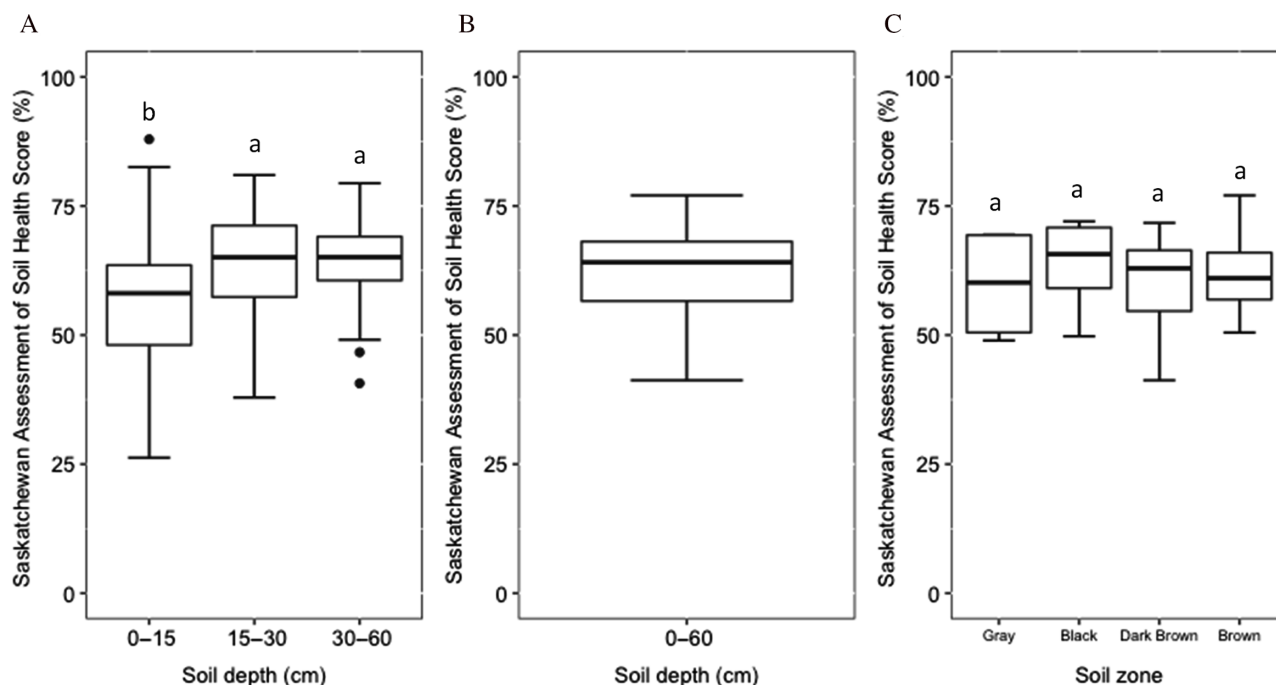 A
Saskatchewan Assessment of Soil Health Score (%)
100
75
50
25
0
b
a
a
0–15
15–30
30–60
Soil depth (cm)
B
Saskatchewan Assessment of Soil Health Score (%)
100
75
50
25
0
0–60
Soil depth (cm)
C
Saskatchewan Assessment of Soil Health Score (%)
100
75
50
25
0
a
a
a
a
Gray
Black
Dark Brown
Brown
Soil zone